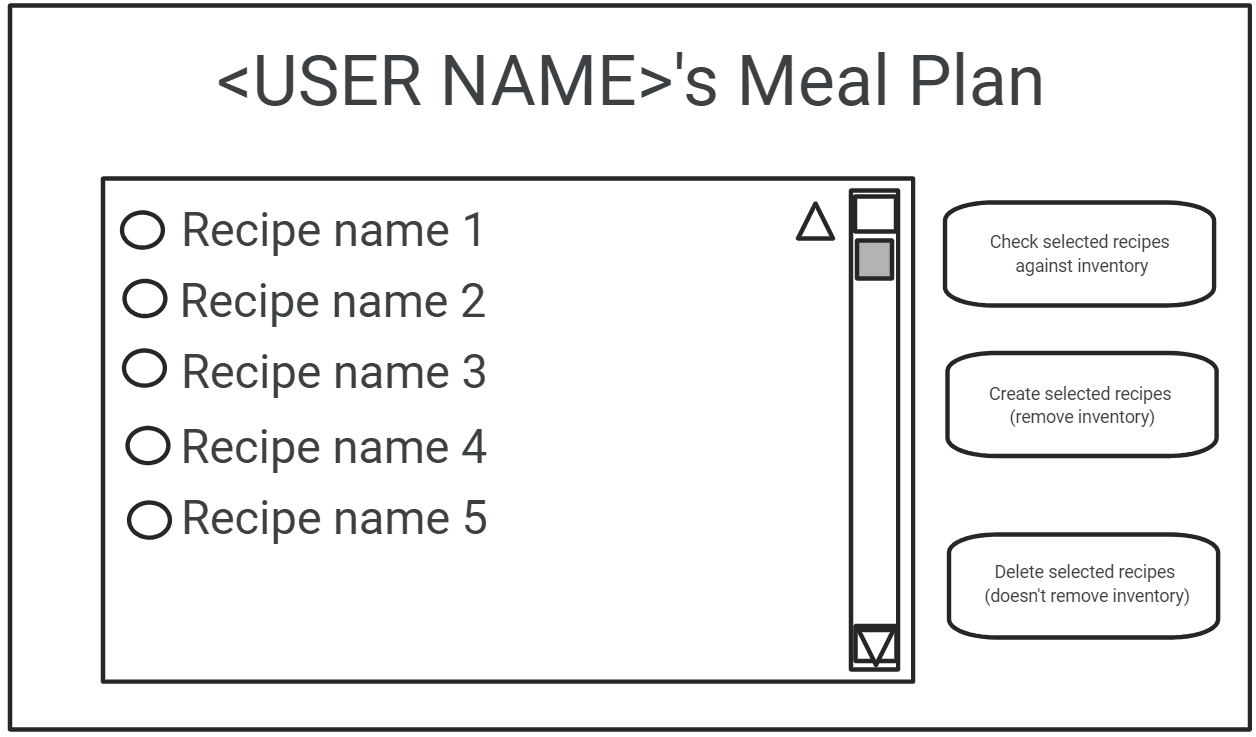 <USER NAME>'s Meal Plan
Recipe name 1
Recipe name 2
Recipe name 3
Recipe name 4
Recipe name 5
Check selected recipes
against inventory
Create selected recipes
(remove inventory)
Delete selected recipes
(doesn't remove inventory)